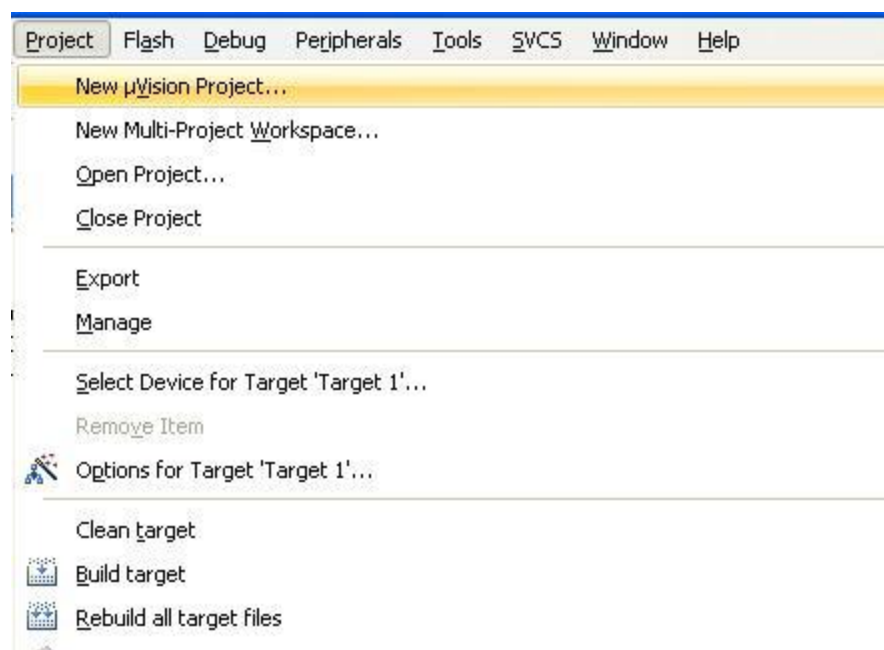 Project Flash Debug Peripherals Tools SVCS Window Help
New µVision Project...
New Multi-Project Workspace...
Open Project...
Close Project
Export
Manage
Select Device for Target 'Target 1'...
Remove Item
Options for Target 'Target 1'...
Clean target
Build target
Rebuild all target files